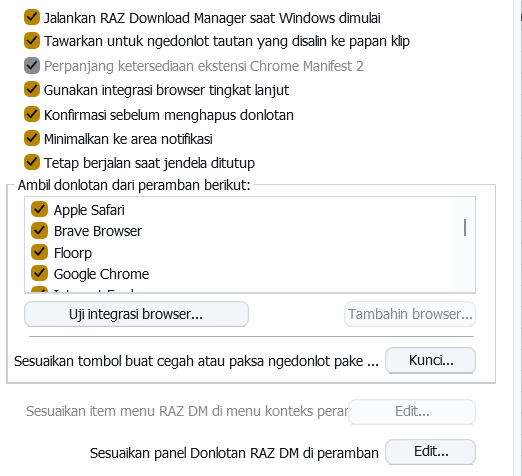 Jalankan RAZ Download Manager saat Windows dimulai
Tawarkan untuk ngedonlot tautan yang disalin ke papan klip
Perpanjang ketersediaan ekstensi Chrome Manifest 2
Gunakan integrasi browser tingkat lanjut
Konfirmasi sebelum menghapus donlotan
Minimalkan ke area notifikasi
Tetap berjalan saat jendela ditutup
Ambil donlotan dari peramban berikut:
Apple Safari
Brave Browser
Floorp
Google Chrome
Uji integrasi browser...
Tambahin browser...
Sesuaikan tombol buat cegah atau paksa ngedonlot pake ...
Kunci...
Sesuaikan item menu RAZ DM di menu konteks peran
Edit...
Sesuaikan panel Donlotan RAZ DM di peramban
Edit...